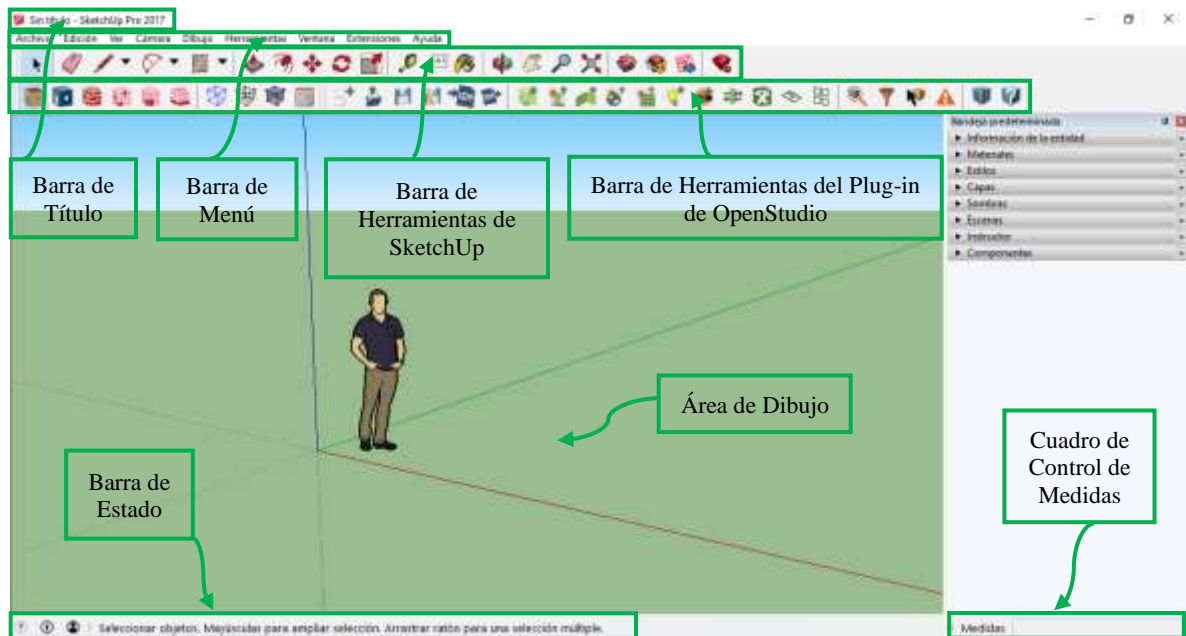 Sin título - SketchUp Pro 2017
Archivo Edición Ver Cámara Dibujo Herramientas Ventana Extensiones Ayuda
Bandeja predeterminada
Información de la entidad
Materiales
Estilos
Capas
Sombras
Escenas
Instructor
Componentes
Barra de
Título
Barra de
Menú
Barra de
Herramientas de
SketchUp
Barra de Herramientas del Plug-in
de OpenStudio
Área de Dibujo
Barra de
Estado
Cuadro de
Control de
Medidas
Seleccionar objetos. Mayúsculas para ampliar selección. Arrastrar ratón para una selección múltiple.
Medidas